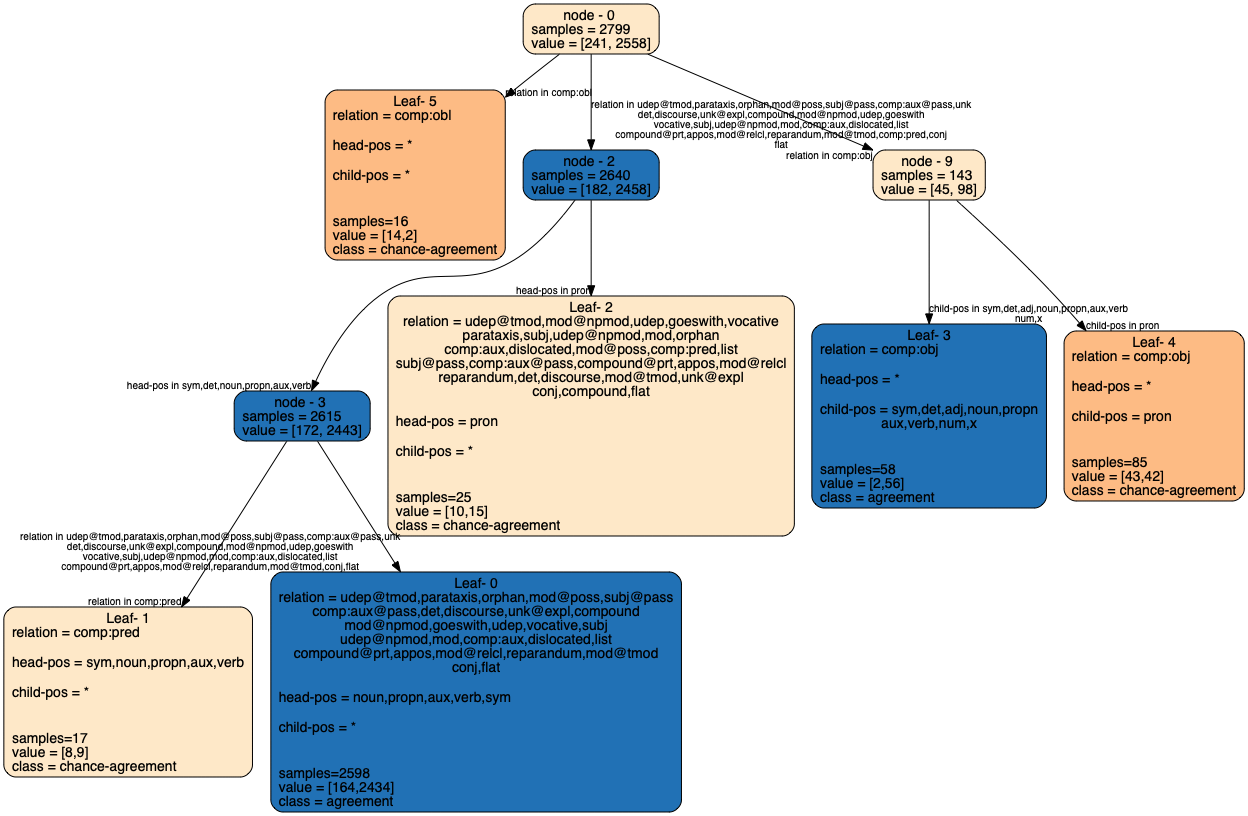 node - 0
samples = 2799
value = [241, 2558]
relation in comp:obl
relation in udep@tmod,parataxis,orphan,mod@poss,subj@pass,comp:aux@pass,unk
det,discourse,unk@expl,compound,mod@npmod,udep,goeswith
vocative,subj,udep@npmod,mod,comp:aux,dislocated,list
compound@prt,appos,mod@relcl,reparandum,mod@tmod,comp:pred,conj
flat
relation in comp:obj
Leaf- 5
relation = comp:obl
head-pos = *
child-pos = *
samples=16
value = [14,2]
class = chance-agreement
node - 2
samples = 2640
value = [182, 2458]
node - 9
samples = 143
value = [45, 98]
head-pos in pron
child-pos in sym,det,adj,noun,propn,aux,verb
num,x
child-pos in pron
Leaf- 2
relation = udep@tmod,mod@npmod,udep,goeswith,vocative
parataxis,subj,udep@npmod,mod,orphan
comp:aux,dislocated,mod@poss,comp:pred,list
subj@pass,comp:aux@pass,compound@prt,appos,mod@relcl
reparandum,det,discourse,mod@tmod,unk@expl
conj,compound,flat
head-pos = pron
child-pos = *
samples=25
value = [10,15]
class = chance-agreement
Leaf- 3
relation = comp:obj
head-pos = *
child-pos = sym,det,adj,noun,propn
aux,verb,num,x
samples=58
value = [2,56]
class = agreement
Leaf- 4
relation = comp:obj
head-pos = *
child-pos = pron
samples=85
value = [43,42]
class = chance-agreement
head-pos in sym,det,noun,propn,aux,verb
node - 3
samples = 2615
value = [172, 2443]
relation in udep@tmod,parataxis,orphan,mod@poss,subj@pass,comp:aux@pass,unk
det,discourse,unk@expl,compound,mod@npmod,udep,goeswith
vocative,subj,udep@npmod,mod,comp:aux,dislocated,list
compound@prt,appos,mod@relcl,reparandum,mod@tmod,conj,flat
relation in comp:pred
Leaf- 1
relation = comp:pred
head-pos = sym,noun,propn,aux,verb
child-pos = *
samples=17
value = [8,9]
class = chance-agreement
Leaf- 0
relation = udep@tmod,parataxis,orphan,mod@poss,subj@pass
comp:aux@pass,det,discourse,unk@expl,compound
mod@npmod,goeswith,udep,vocative,subj
udep@npmod,mod,comp:aux,dislocated,list
compound@prt,appos,mod@relcl,reparandum,mod@tmod
conj,flat
head-pos = noun,propn,aux,verb,sym
child-pos = *
samples=2598
value = [164,2434]
class = agreement